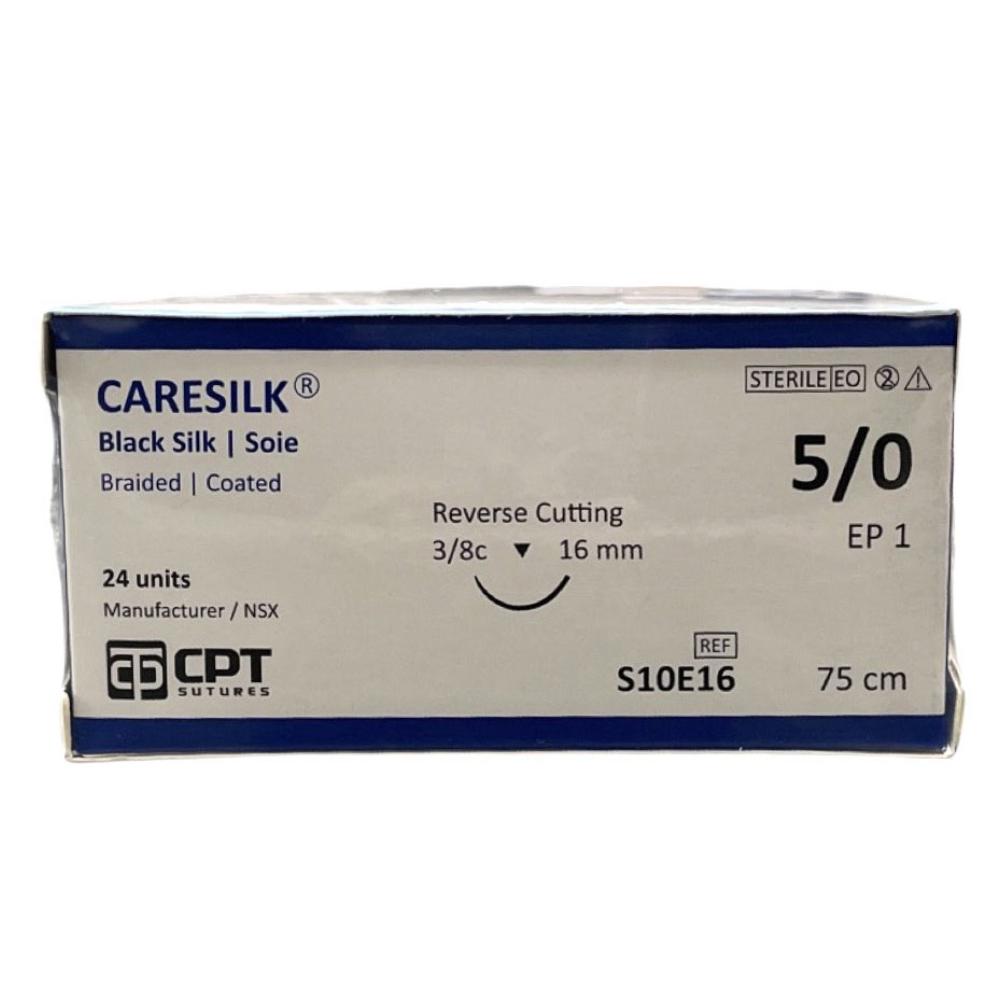 CARESILK®
Black Silk | Soie
Braided | Coated
STERILE EO 2
5/0
EP 1
Reverse Cutting
3/8c ▼ 16 mm
24 units
Manufacturer / NSX
CPT
SUTURES
REF
S10E16
75 cm